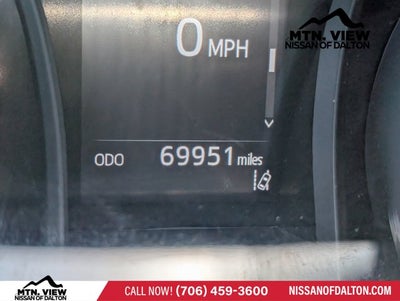 0 MPH
MTN. VIEW
NISSAN OF DALTON
ODO 69951 miles
MTN. VIEW
NISSAN OF DALTON
CALL NOW! (706) 459-3600
NISSANOFDALTON.COM